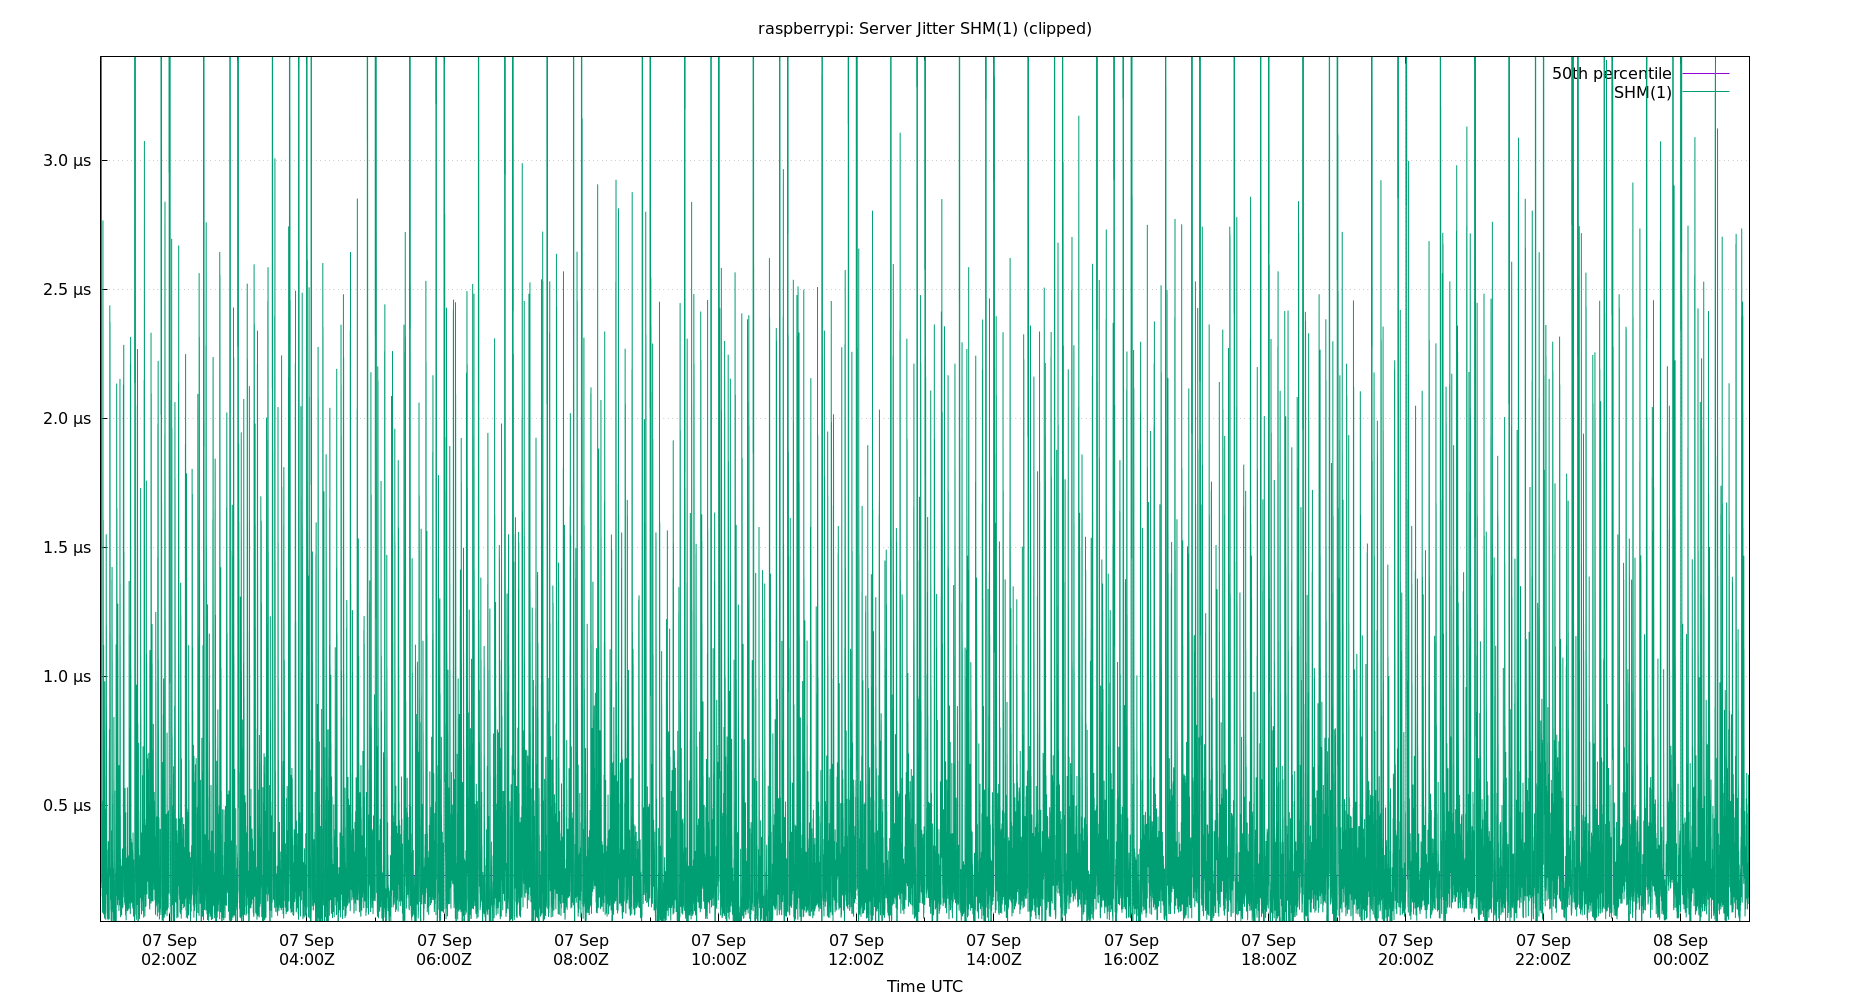 raspberrypi: Server Jitter SHM(1) (clipped)
50th percentile
SHM(1)
3.0 µs
2.5 µs
2.0 µs
1.5 µs
1.0 µs
0.5 µs
07 Sep 07 Sep 07 Sep 07 Sep 07 Sep 07 Sep 07 Sep 07 Sep 07 Sep 07 Sep 07 Sep 08 Sep
02:00Z 04:00Z 06:00Z 08:00Z 10:00Z 12:00Z 14:00Z 16:00Z 18:00Z 20:00Z 22:00Z 00:00Z
Time UTC